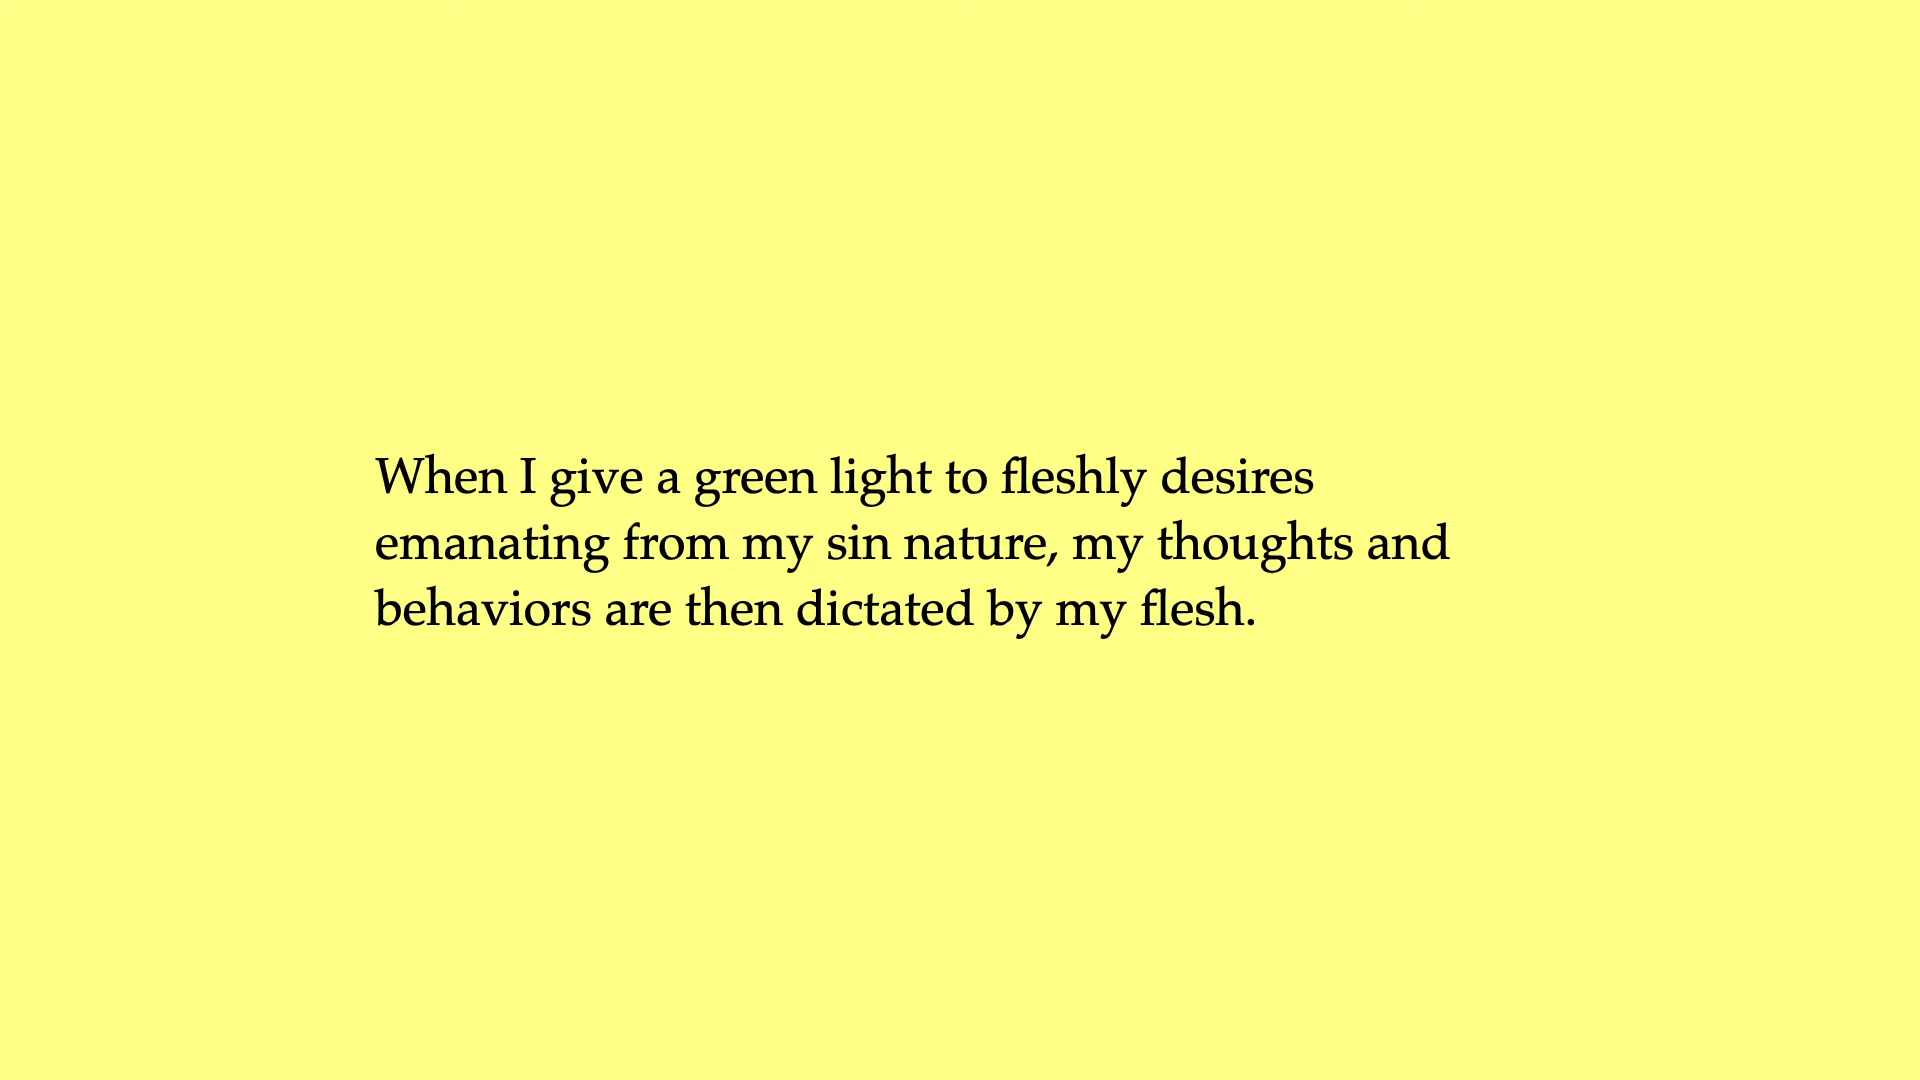 When I give a green light to fleshly desires
emanating from my sin nature, my thoughts and
behaviors are then dictated by my flesh.